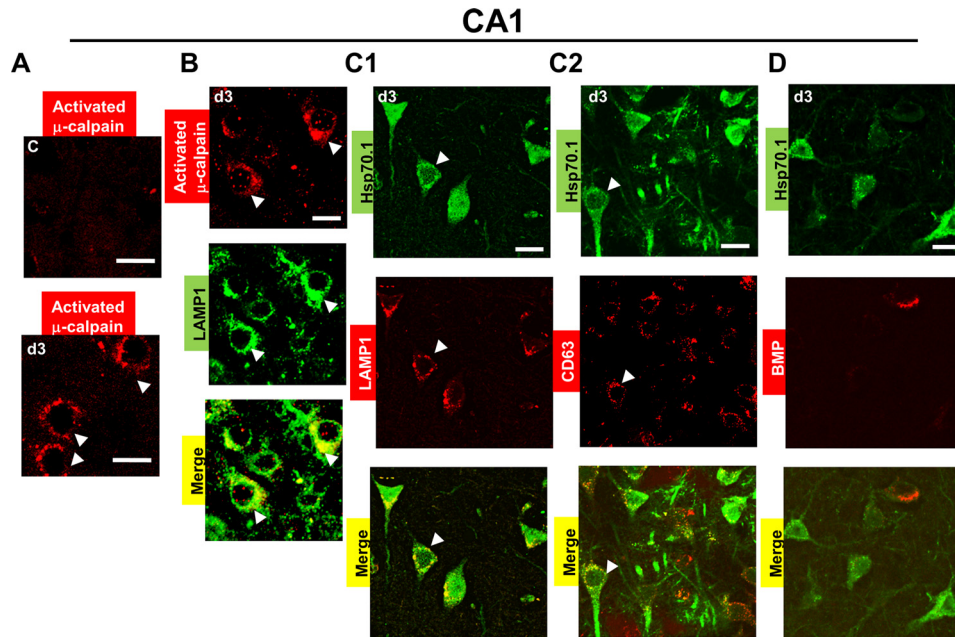 CA1
A
Activated
μ-calpain
C
Activated
μ-calpain
d3
B
Activated
μ-calpain
d3
LAMP1
Merge
C1
Hsp70.1
d3
LAMP1
Merge
C2
Hsp70.1
d3
CD63
Merge
D
Hsp70.1
d3
BMP
Merge